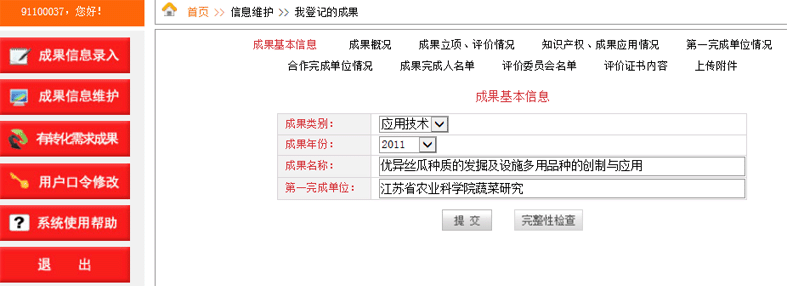 91100037，您好！
首页 >> 信息维护 >> 我登记的成果
成果信息录入
成果信息维护
有转化需求成果
用户口令修改
系统使用帮助
退 出
成果基本信息 成果概况 成果立项、评价情况 知识产权、成果应用情况 第一完成单位情况
合作完成单位情况 成果完成人名单 评价委员会名单 评价证书内容 上传附件
成果基本信息
成果类别： 应用技术
成果年份： 2011
成果名称： 优异丝瓜种质的发掘及设施多用品种的创制与应用
第一完成单位： 江苏省农业科学院蔬菜研究
提 交 完整性检查